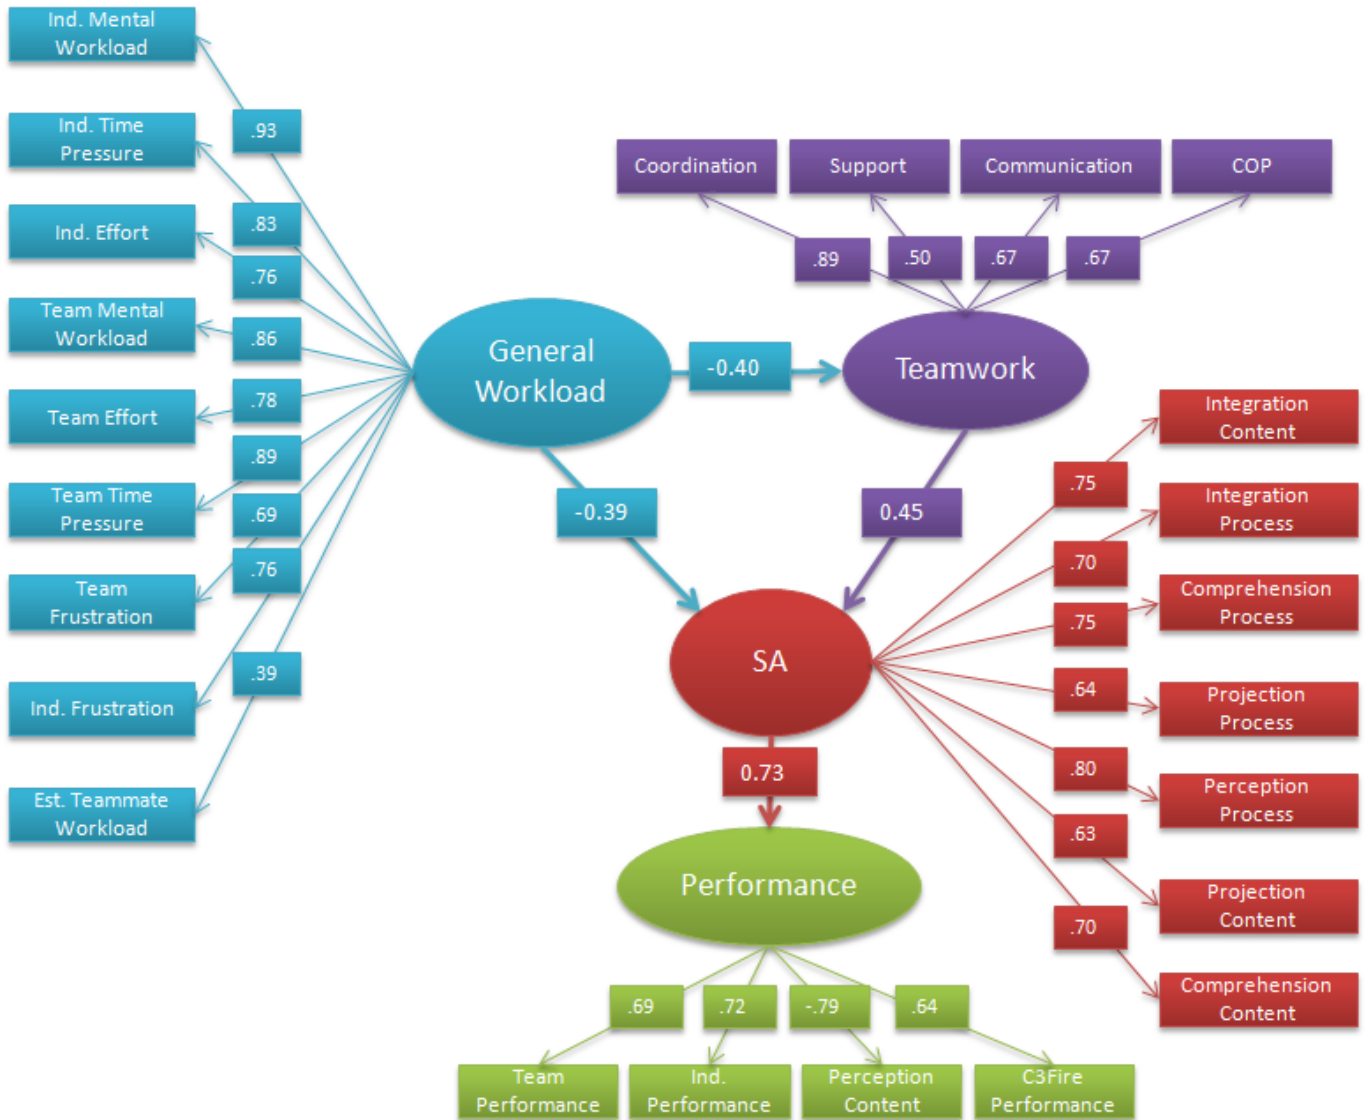 Ind. Mental
Workload
.93
Ind. Time
Pressure
.83
Ind. Effort
.76
Team Mental
Workload
.86
Team Effort
.78
Team Time
Pressure
.89
Team
Frustration
.69
Ind. Frustration
.76
Est. Teammate
Workload
.39
General
Workload
-0.40
-0.39
Coordination
Support
Communication
COP
.89
.50
.67
.67
Teamwork
0.45
SA
0.73
Integration
Content
.75
Integration
Process
.70
Comprehension
Process
.75
Projection
Process
.64
Perception
Process
.80
Projection
Content
.63
Comprehension
Content
.70
Performance
.69
.72
-.79
.64
Team
Performance
Ind.
Performance
Perception
Content
C3Fire
Performance